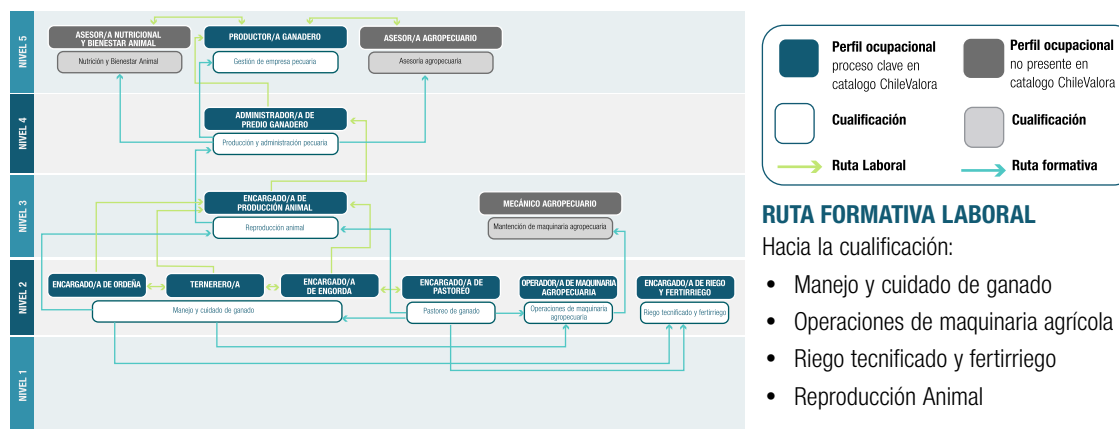 NIVEL 5
ASESOR/A NUTRICIONAL
Y BIENESTAR ANIMAL
Nutrición y Bienestar Animal
PRODUCTOR/A GANADERO
Gestión de empresa pecuaria
ASESOR/A AGROPECUARIO
Asesoría agropecuaria
NIVEL 4
ADMINISTRADOR/A DE
PREDIO GANADERO
Producción y administración pecuaria
NIVEL 3
ENCARGADO/A DE
PRODUCCIÓN ANIMAL
Reproducción animal
MECÁNICO AGROPECUARIO
Mantención de maquinaria agropecuaria
NIVEL 2
ENCARGADO/A DE ORDEÑA
TERNERERO/A
ENCARGADO/A
DE ENGORDA
Manejo y cuidado de ganado
ENCARGADO/A DE
PASTOREO
Pastoreo de ganado
OPERADOR/A DE MAQUINARIA
AGROPECUARIA
Operaciones de maquinaria
agropecuaria
ENCARGADO/A DE RIEGO
Y FERTIRRIEGO
Riego tecnificado y fertirriego
NIVEL 1
Perfil ocupacional
proceso clave en
catalogo ChileValora
Perfil ocupacional
no presente en
catalogo ChileValora
Cualificación
Cualificación
Ruta Laboral
Ruta formativa
RUTA FORMATIVA LABORAL
Hacia la cualificación:
• Manejo y cuidado de ganado
• Operaciones de maquinaria agrícola
• Riego tecnificado y fertirriego
• Reproducción Animal